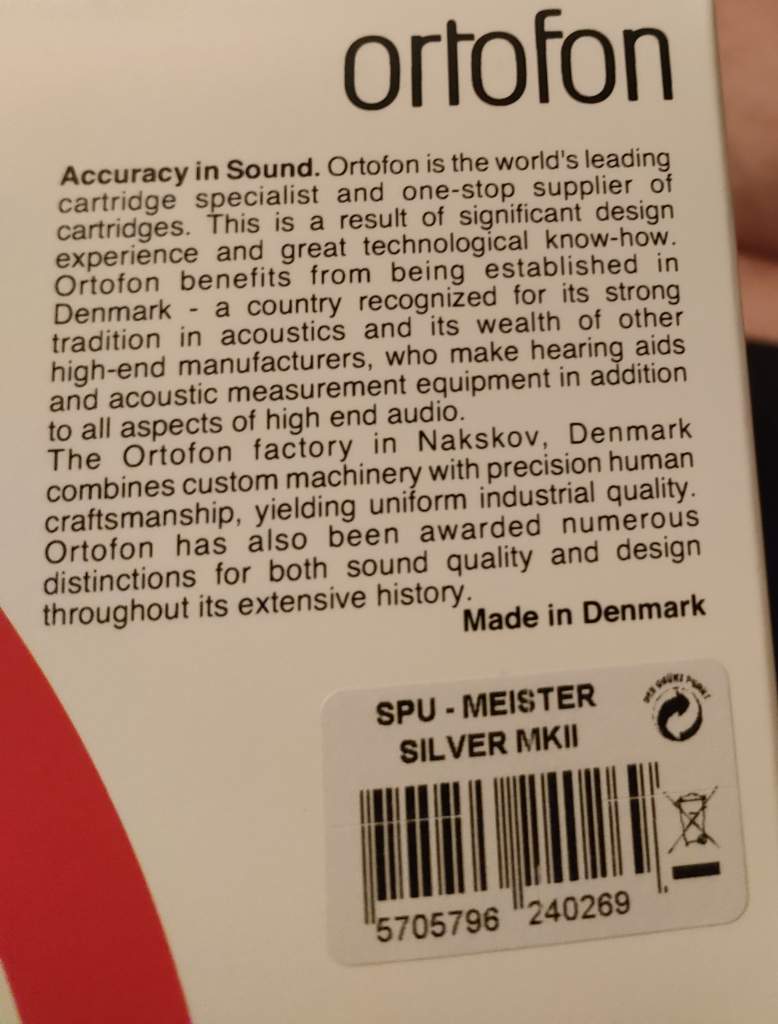 ortofon
Accuracy in Sound. Ortofon is the world's leading
cartridge specialist and one-stop supplier of
cartridges. This is a result of significant design
experience and great technological know-how.
Ortofon benefits from being established in
Denmark - a country recognized for its strong
tradition in acoustics and its wealth of other
high-end manufacturers, who make hearing aids
and acoustic measurement equipment in addition
to all aspects of high end audio.
The Ortofon factory in Nakskov, Denmark
combines custom machinery with precision human
craftsmanship, yielding uniform industrial quality.
Ortofon has also been awarded numerous
distinctions for both sound quality and design
throughout its extensive history.
Made in Denmark
SPU - MEISTER
SILVER MKII
DER GRÜNE PUNKT
5705796 240269